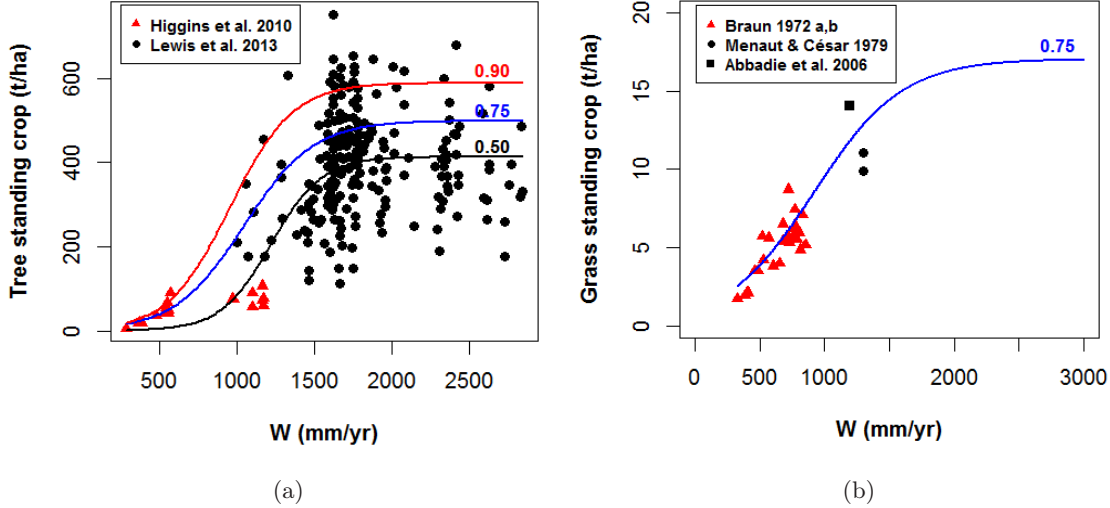 Higgins et al. 2010
Lewis et al. 2013
Tree standing crop (t/ha)
600
400
200
0
0.90
0.75
0.50
500 1000 1500 2000 2500
W (mm/yr)
(a)
Braun 1972 a,b
Menaut & César 1979
Abbadie et al. 2006
Grass standing crop (t/ha)
20
15
10
5
0
0.75
0 500 1000 2000 3000
W (mm/yr)
(b)